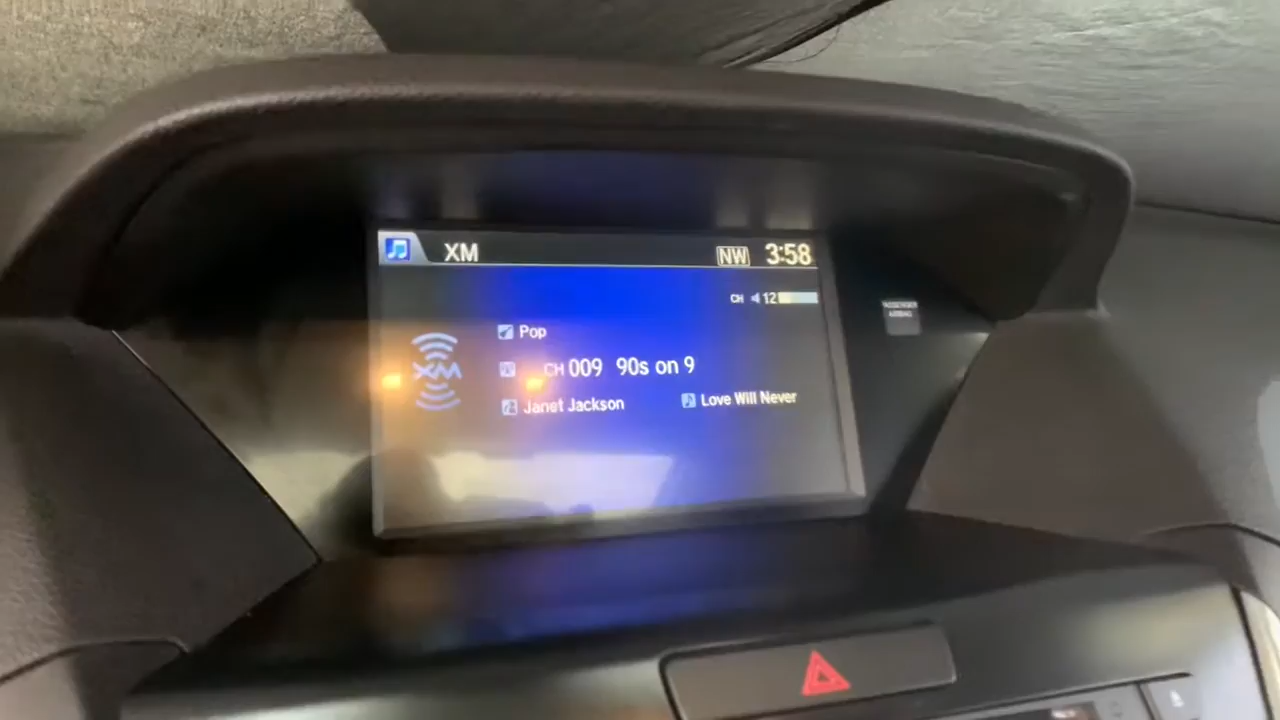 XM NW 3:58
CH 12
Pop
XM CH 009 90s on 9
Janet Jackson Love Will Never
PASSENGER
AIRBAG